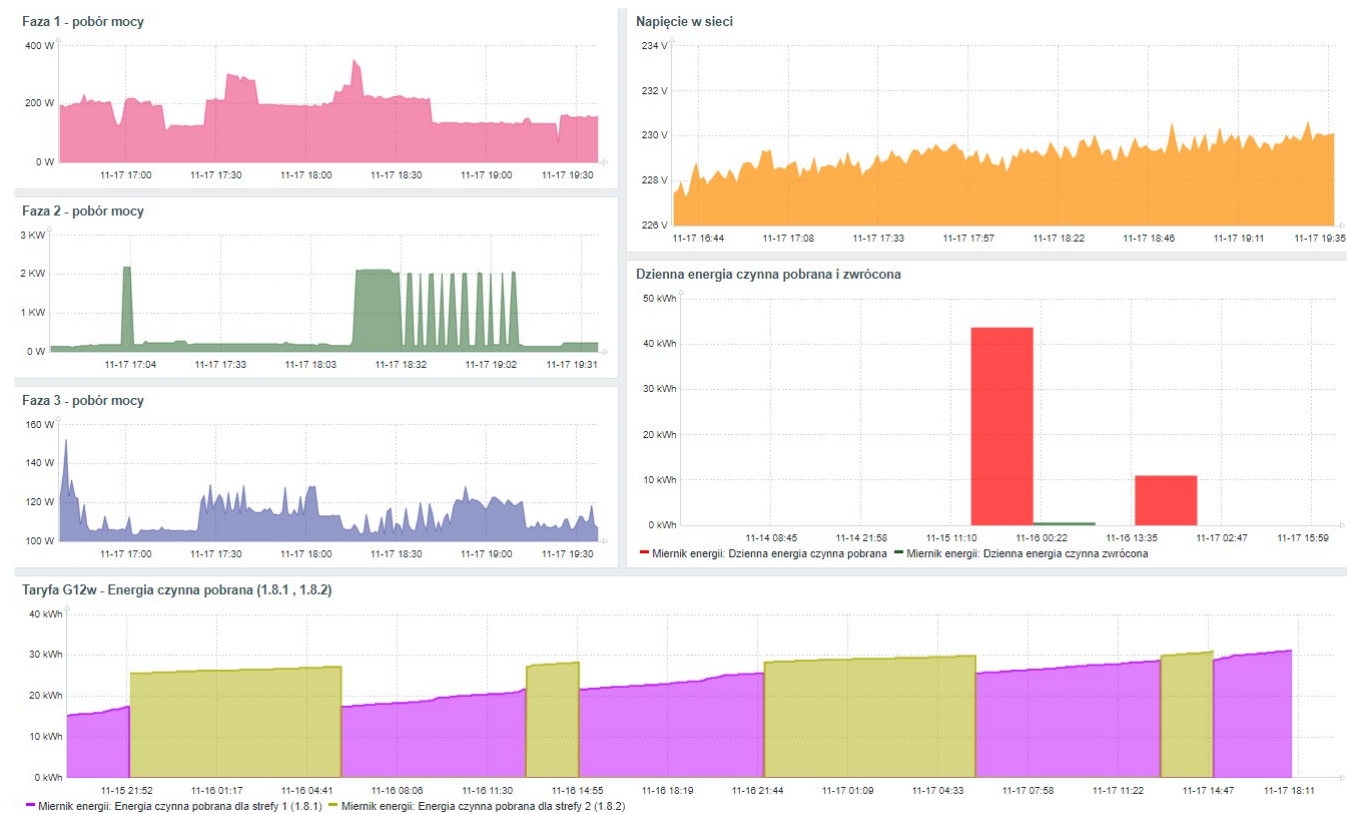 Faza 1 - pobór mocy
400 W
200 W
0 W
11-17 17:00 11-17 17:30 11-17 18:00 11-17 18:30 11-17 19:00 11-17 19:30
Faza 2 - pobór mocy
3 KW
2 KW
1 KW
0 W
11-17 17:04 11-17 17:33 11-17 18:03 11-17 18:32 11-17 19:02 11-17 19:31
Faza 3 - pobór mocy
160 W
140 W
120 W
100 W
11-17 17:00 11-17 17:30 11-17 18:00 11-17 18:30 11-17 19:00 11-17 19:30
Napięcie w sieci
234 V
232 V
230 V
228 V
226 V
11-17 16:44 11-17 17:08 11-17 17:33 11-17 17:57 11-17 18:22 11-17 18:46 11-17 19:11 11-17 19:35
Dzienna energia czynna pobrana i zwrócona
50 kWh
40 kWh
30 kWh
20 kWh
10 kWh
0 kWh
11-14 08:45 11-14 21:58 11-15 11:10 11-16 00:22 11-16 13:35 11-17 02:47 11-17 15:59
Miernik energii: Dzienna energia czynna pobrana Miernik energii: Dzienna energia czynna zwrócona
Taryfa G12w - Energia czynna pobrana (1.8.1 , 1.8.2)
40 kWh
30 kWh
20 kWh
10 kWh
0 kWh
11-15 21:52 11-16 01:17 11-16 04:41 11-16 08:06 11-16 11:30 11-16 14:55 11-16 18:19 11-16 21:44 11-17 01:09 11-17 04:33 11-17 07:58 11-17 11:22 11-17 14:47 11-17 18:11
Miernik energii: Energia czynna pobrana dla strefy 1 (1.8.1) Miernik energii: Energia czynna pobrana dla strefy 2 (1.8.2)